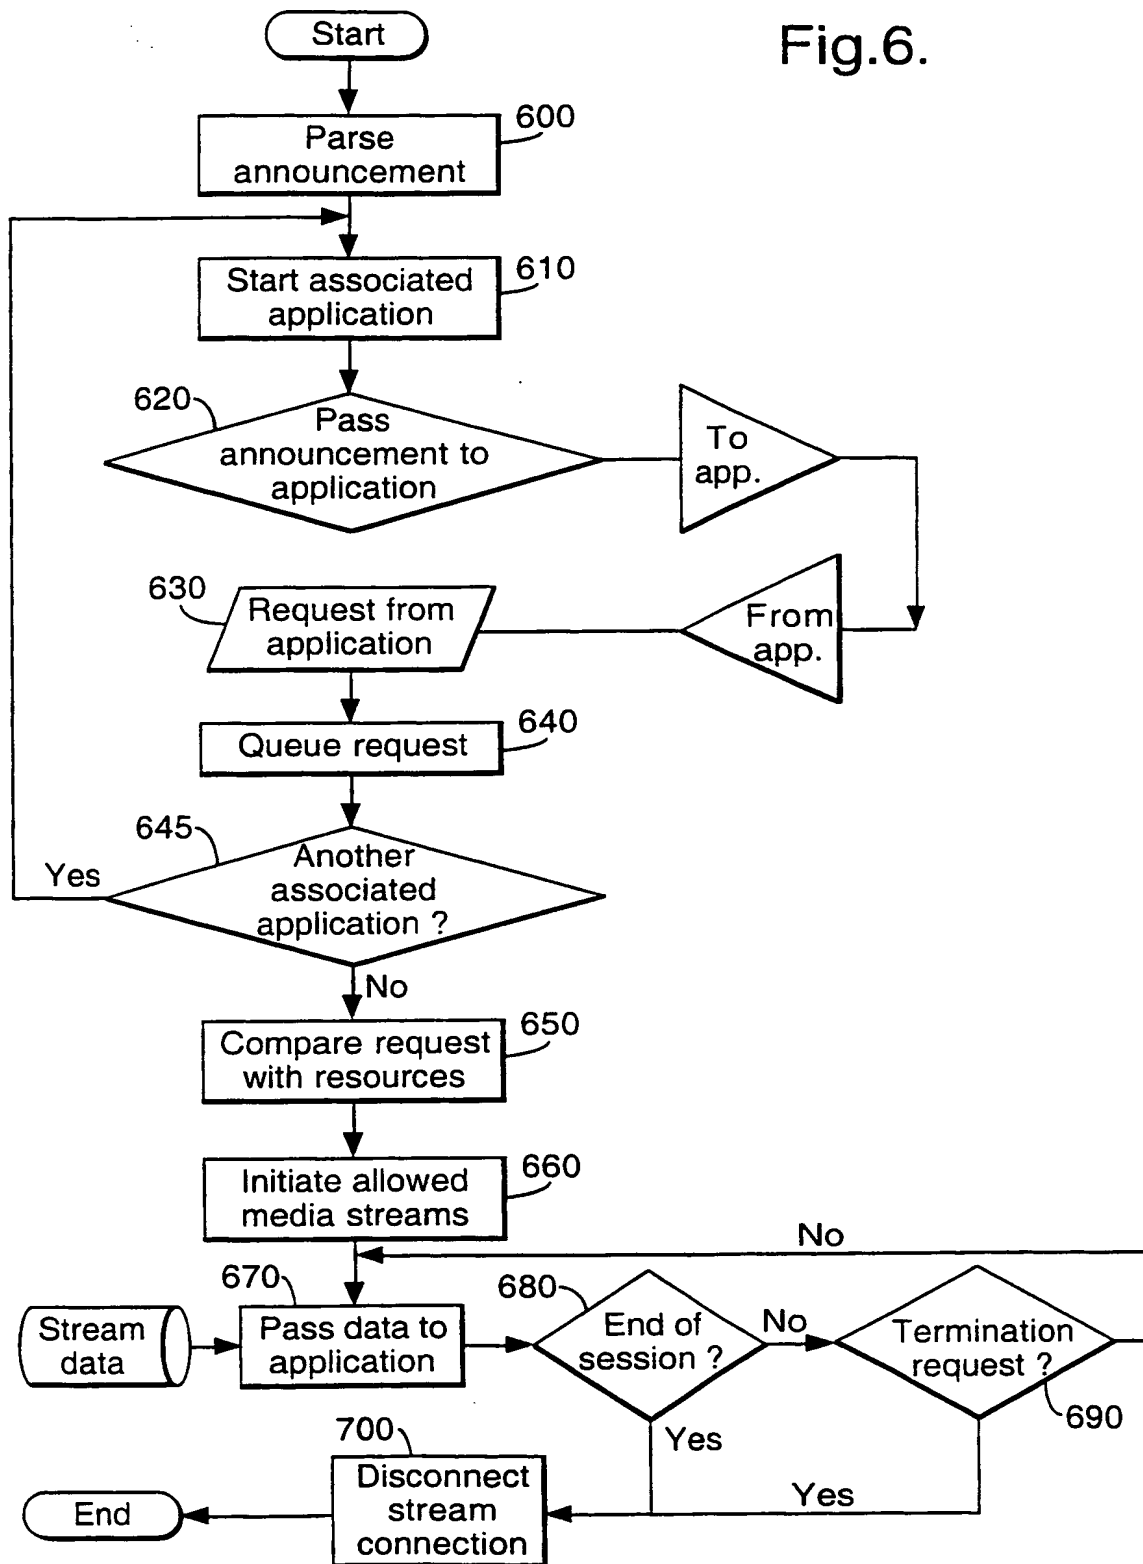 Fig.6.
Start
600
Parse
announcement
610
Start associated
application
620
Pass
announcement to
application
To
app.
630
Request from
application
From
app.
640
Queue request
645
Another
associated
application ?
Yes
No
650
Compare request
with resources
660
Initiate allowed
media streams
No
670
Stream
data
Pass data to
application
680
End of
session ?
No
Termination
request ?
690
Yes
Yes
700
Disconnect
stream
connection
End